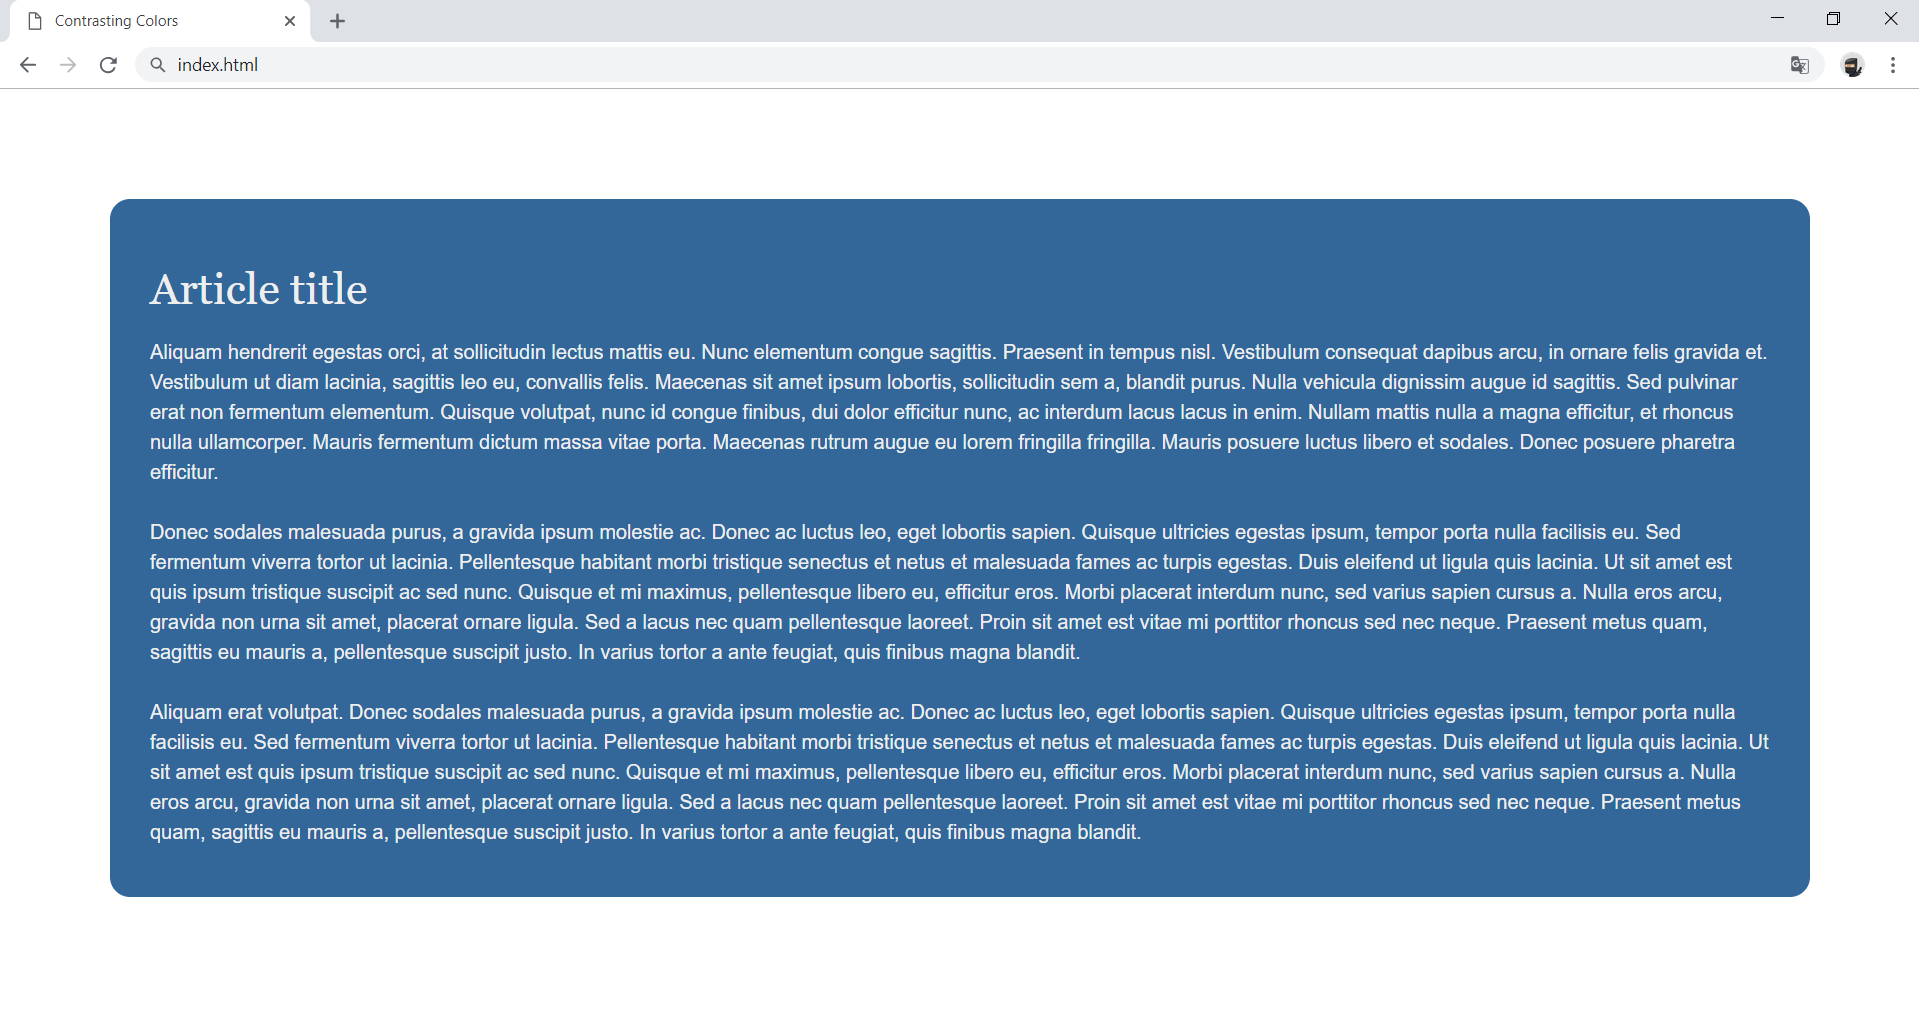 Contrasting Colors
index.html
Article title
Aliquam hendrerit egestas orci, at sollicitudin lectus mattis eu. Nunc elementum congue sagittis. Praesent in tempus nisl. Vestibulum consequat dapibus arcu, in ornare felis gravida et.
Vestibulum ut diam lacinia, sagittis leo eu, convallis felis. Maecenas sit amet ipsum lobortis, sollicitudin sem a, blandit purus. Nulla vehicula dignissim augue id sagittis. Sed pulvinar
erat non fermentum elementum. Quisque volutpat, nunc id congue finibus, dui dolor efficitur nunc, ac interdum lacus lacus in enim. Nullam mattis nulla a magna efficitur, et rhoncus
nulla ullamcorper. Mauris fermentum dictum massa vitae porta. Maecenas rutrum augue eu lorem fringilla fringilla. Mauris posuere luctus libero et sodales. Donec posuere pharetra
efficitur.
Donec sodales malesuada purus, a gravida ipsum molestie ac. Donec ac luctus leo, eget lobortis sapien. Quisque ultricies egestas ipsum, tempor porta nulla facilisis eu. Sed
fermentum viverra tortor ut lacinia. Pellentesque habitant morbi tristique senectus et netus et malesuada fames ac turpis egestas. Duis eleifend ut ligula quis lacinia. Ut sit amet est
quis ipsum tristique suscipit ac sed nunc. Quisque et mi maximus, pellentesque libero eu, efficitur eros. Morbi placerat interdum nunc, sed varius sapien cursus a. Nulla eros arcu,
gravida non urna sit amet, placerat ornare ligula. Sed a lacus nec quam pellentesque laoreet. Proin sit amet est vitae mi porttitor rhoncus sed nec neque. Praesent metus quam,
sagittis eu mauris a, pellentesque suscipit justo. In varius tortor a ante feugiat, quis finibus magna blandit.
Aliquam erat volutpat. Donec sodales malesuada purus, a gravida ipsum molestie ac. Donec ac luctus leo, eget lobortis sapien. Quisque ultricies egestas ipsum, tempor porta nulla
facilisis eu. Sed fermentum viverra tortor ut lacinia. Pellentesque habitant morbi tristique senectus et netus et malesuada fames ac turpis egestas. Duis eleifend ut ligula quis lacinia. Ut
sit amet est quis ipsum tristique suscipit ac sed nunc. Quisque et mi maximus, pellentesque libero eu, efficitur eros. Morbi placerat interdum nunc, sed varius sapien cursus a. Nulla
eros arcu, gravida non urna sit amet, placerat ornare ligula. Sed a lacus nec quam pellentesque laoreet. Proin sit amet est vitae mi porttitor rhoncus sed nec neque. Praesent metus
quam, sagittis eu mauris a, pellentesque suscipit justo. In varius tortor a ante feugiat, quis finibus magna blandit.